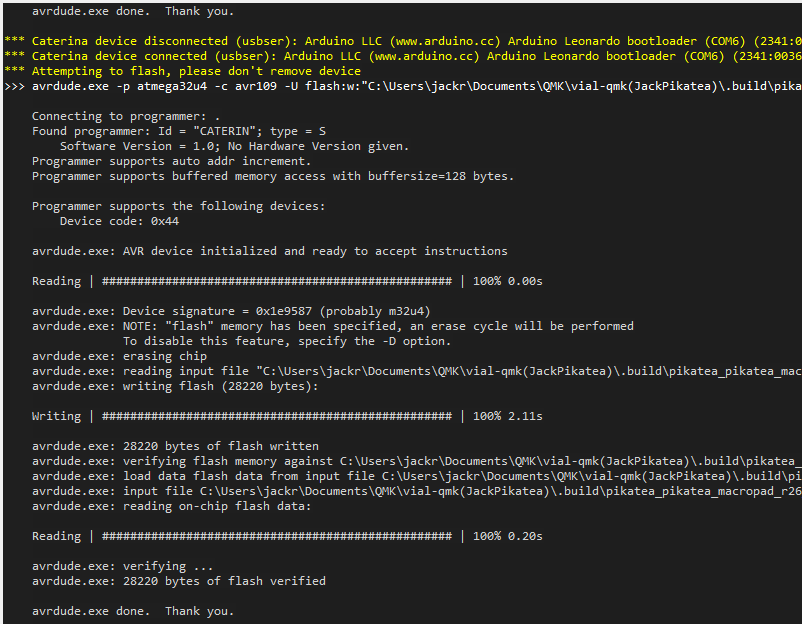 avrdude.exe done.  Thank you.
*** Caterina device disconnected (usbser): Arduino LLC (www.arduino.cc) Arduino Leonardo bootloader (COM6) (2341:0
*** Caterina device connected (usbser): Arduino LLC (www.arduino.cc) Arduino Leonardo bootloader (COM6) (2341:0036
*** Attempting to flash, please don't remove device
>>> avrdude.exe -p atmega32u4 -c avr109 -U flash:w:"C:\Users\jackr\Documents\QMK\vial-qmk(JackPikatea)\.build\pika
Connecting to programmer: .
Found programmer: Id = "CATERIN"; type = S
    Software Version = 1.0; No Hardware Version given.
Programmer supports auto addr increment.
Programmer supports buffered memory access with buffersize=128 bytes.
Programmer supports the following devices:
    Device code: 0x44
avrdude.exe: AVR device initialized and ready to accept instructions
Reading | ################################################## | 100% 0.00s
avrdude.exe: Device signature = 0x1e9587 (probably m32u4)
avrdude.exe: NOTE: "flash" memory has been specified, an erase cycle will be performed
             To disable this feature, specify the -D option.
avrdude.exe: erasing chip
avrdude.exe: reading input file "C:\Users\jackr\Documents\QMK\vial-qmk(JackPikatea)\.build\pikatea_pikatea_mac
avrdude.exe: writing flash (28220 bytes):
Writing | ################################################## | 100% 2.11s
avrdude.exe: 28220 bytes of flash written
avrdude.exe: verifying flash memory against C:\Users\jackr\Documents\QMK\vial-qmk(JackPikatea)\.build\pikatea_
avrdude.exe: load data flash data from input file C:\Users\jackr\Documents\QMK\vial-qmk(JackPikatea)\.build\pi
avrdude.exe: input file C:\Users\jackr\Documents\QMK\vial-qmk(JackPikatea)\.build\pikatea_pikatea_macropad_r26
avrdude.exe: reading on-chip flash data:
Reading | ################################################## | 100% 0.20s
avrdude.exe: verifying ...
avrdude.exe: 28220 bytes of flash verified
avrdude.exe done.  Thank you.